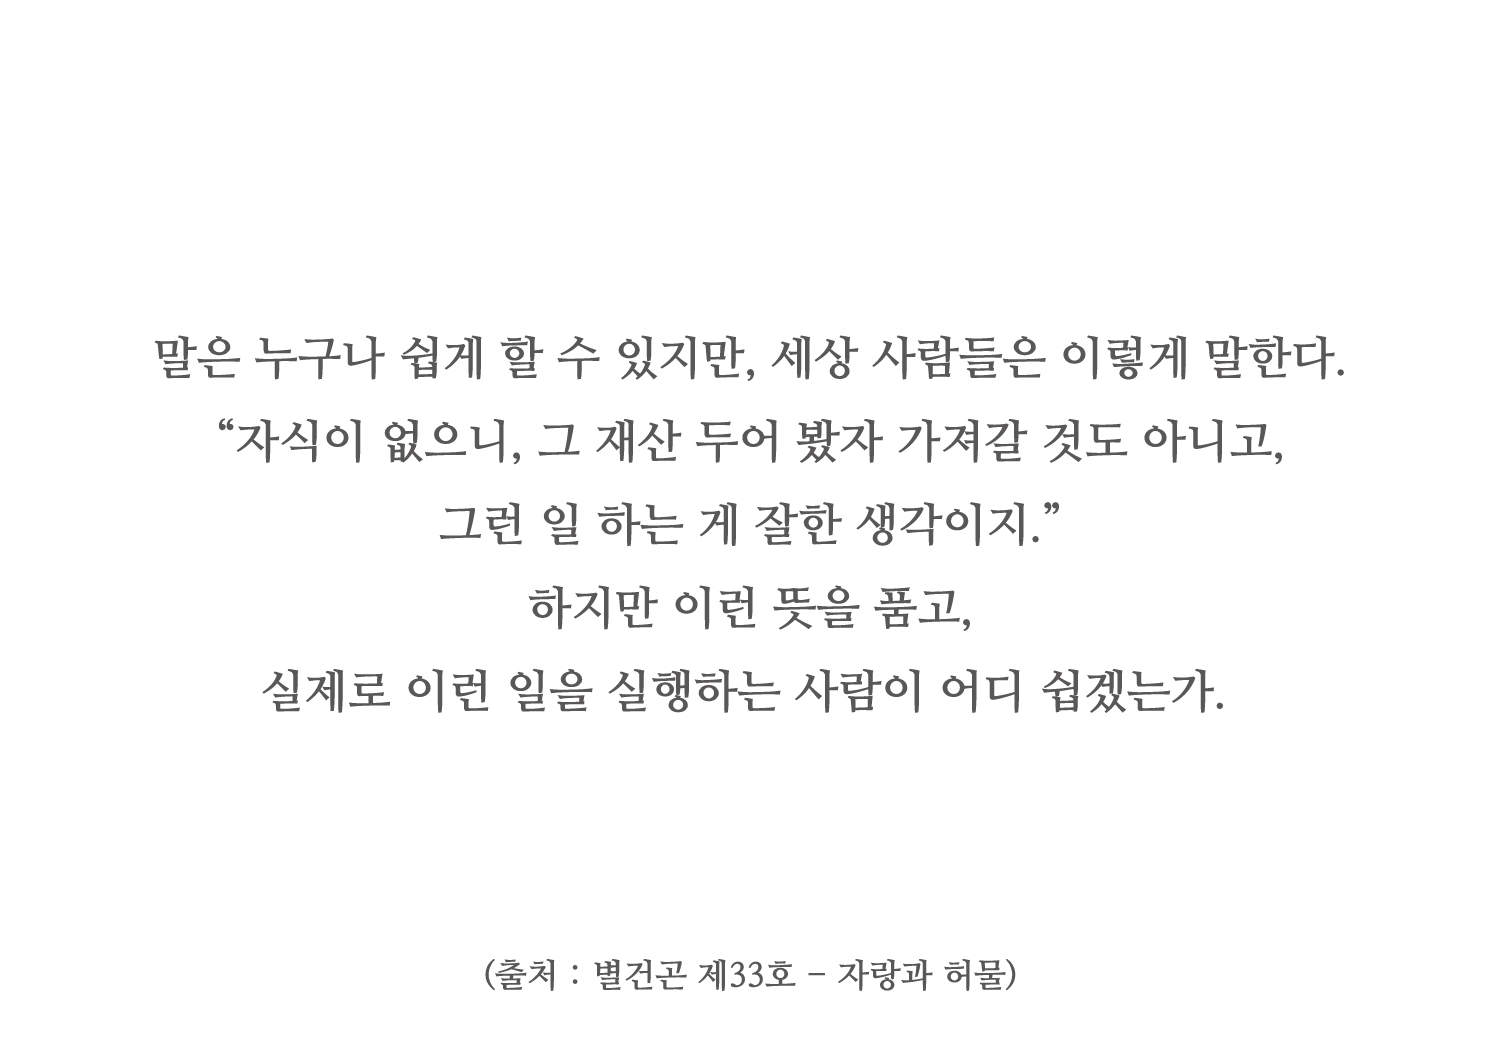 말은 누구나 쉽게 할 수 있지만, 세상 사람들은 이렇게 말한다.
“자식이 없으니, 그 재산 두어 봤자 가져갈 것도 아니고,
그런 일 하는 게 잘한 생각이지.”
하지만 이런 뜻을 품고,
실제로 이런 일을 실행하는 사람이 어디 쉽겠는가.
(출처 : 별건곤 제33호 – 자랑과 허물)